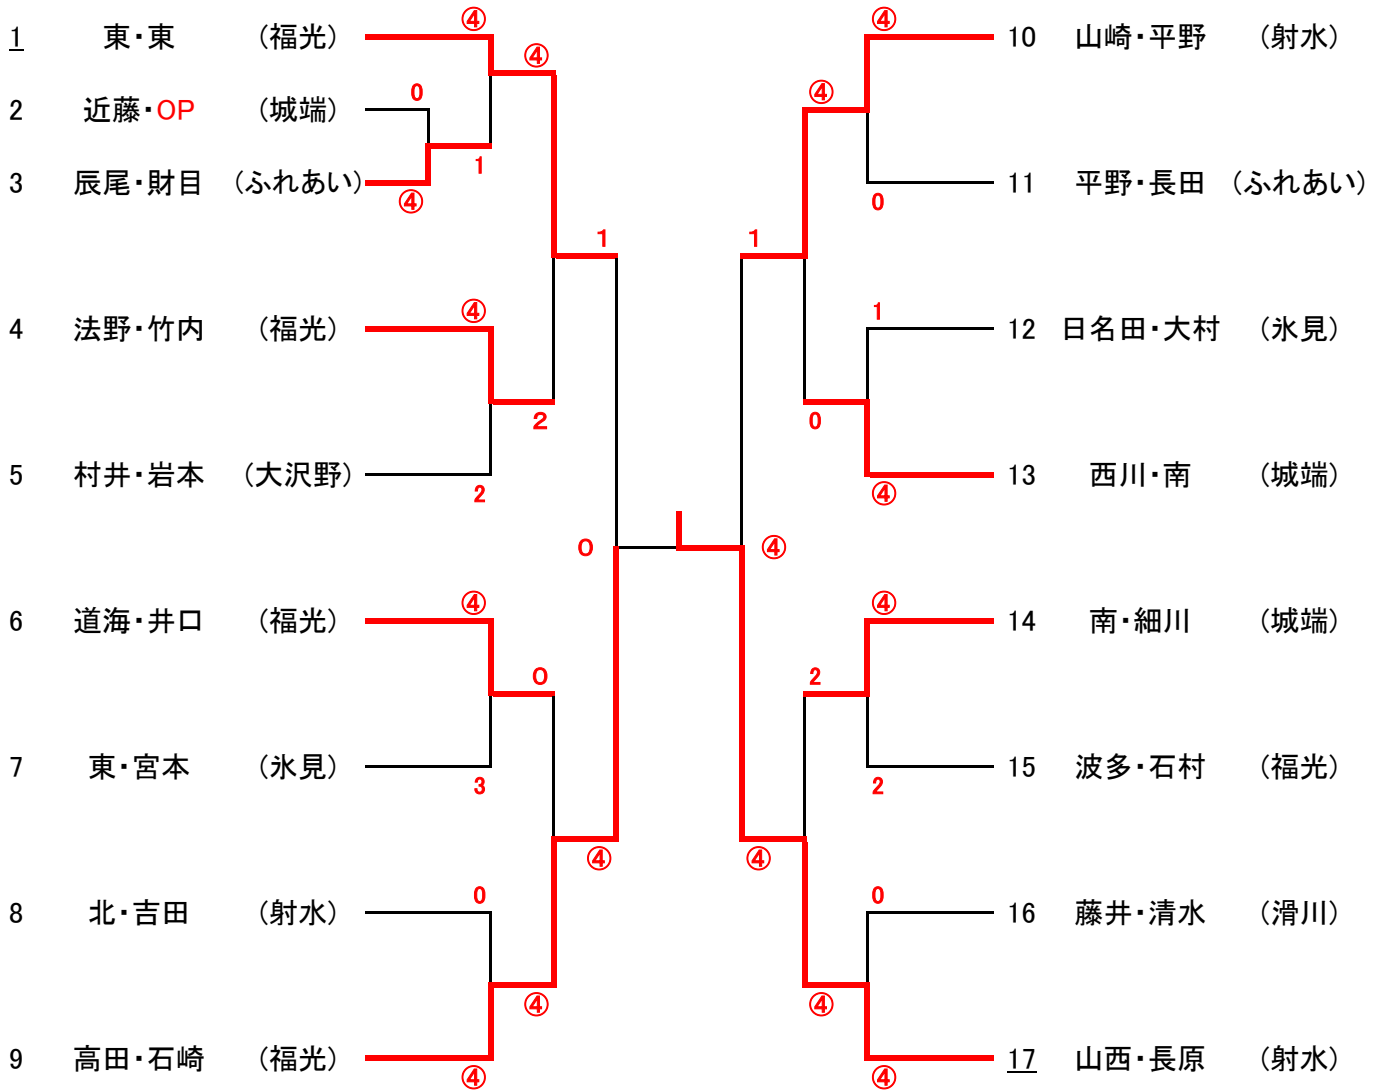 ④ ④
1 東・東 (福光) 10 山崎・平野 (射水)
④
0 ④
2 近藤・OP (城端)
1
3 辰尾・財目 (ふれあい) 11 平野・長田 (ふれあい)
④ 0
1 1
④ 1
4 法野・竹内 (福光) 12 日名田・大村 (氷見)
2 0
5 村井・岩本 (大沢野) 13 西川・南 (城端)
2 ④
0 ④
④ ④
6 道海・井口 (福光) 14 南・細川 (城端)
0 2
7 東・宮本 (氷見) 15 波多・石村 (福光)
3 2
④ ④
0 0
8 北・吉田 (射水) 16 藤井・清水 (滑川)
④ ④
9 高田・石崎 (福光) 17 山西・長原 (射水)
④ ④